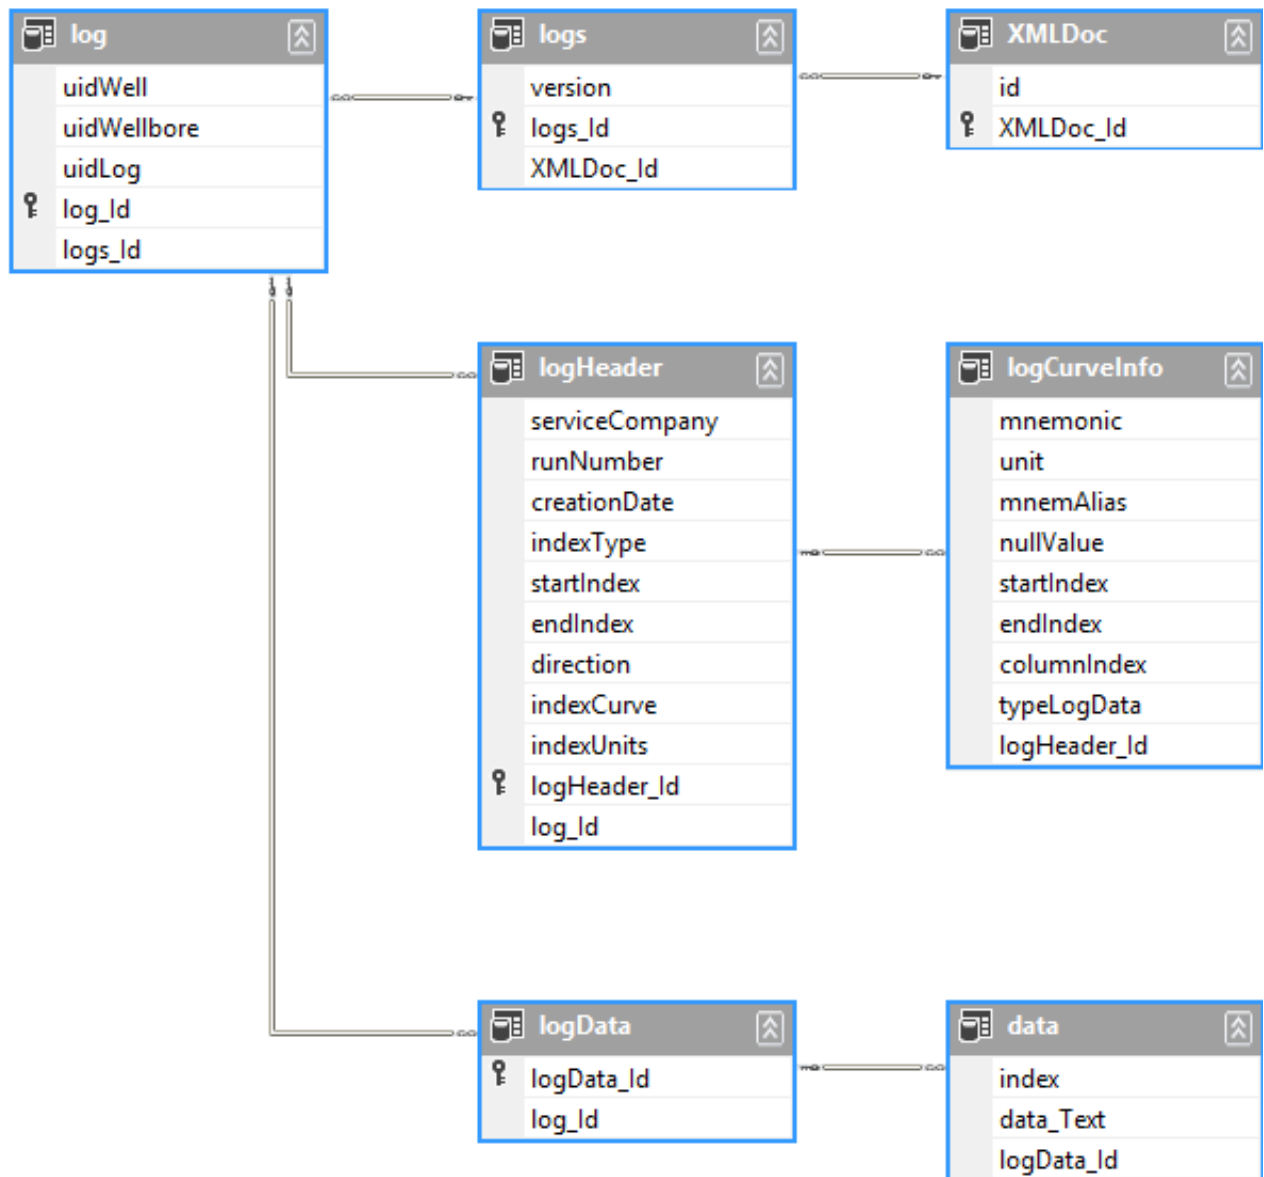 log
uidWell
uidWellbore
uidLog
log_Id
logs_Id
logs
version
logs_Id
XMLDoc_Id
XMLDoc
id
XMLDoc_Id
logHeader
serviceCompany
runNumber
creationDate
indexType
startIndex
endIndex
direction
indexCurve
indexUnits
logHeader_Id
log_Id
logCurveInfo
mnemonic
unit
mnemAlias
nullValue
startIndex
endIndex
columnIndex
typeLogData
logHeader_Id
logData
logData_Id
log_Id
data
index
data_Text
logData_Id